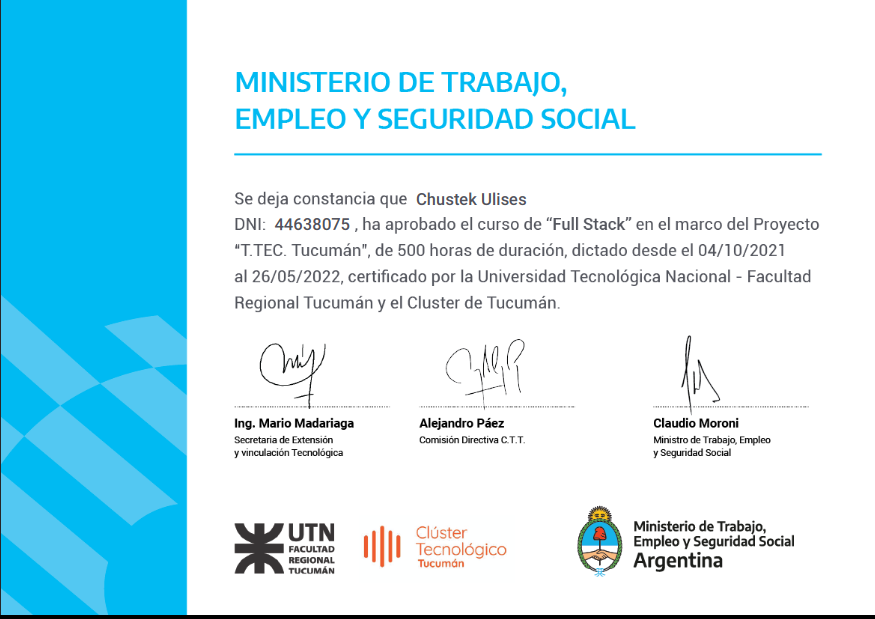 MINISTERIO DE TRABAJO,
EMPLEO Y SEGURIDAD SOCIAL
Se deja constancia que Chustek Ulises
DNI: 44638075 , ha aprobado el curso de “Full Stack” en el marco del Proyecto
“T.TEC. Tucumán”, de 500 horas de duración, dictado desde el 04/10/2021
al 26/05/2022, certificado por la Universidad Tecnológica Nacional - Facultad
Regional Tucumán y el Cluster de Tucumán.
Ing. Mario Madariaga
Secretaria de Extensión
y vinculación Tecnológica
Alejandro Páez
Comisión Directiva C.T.T.
Claudio Moroni
Ministro de Trabajo, Empleo
y Seguridad Social
UTN
FACULTAD
REGIONAL
TUCUMÁN
Clúster
Tecnológico
Tucumán
Ministerio de Trabajo,
Empleo y Seguridad Social
Argentina